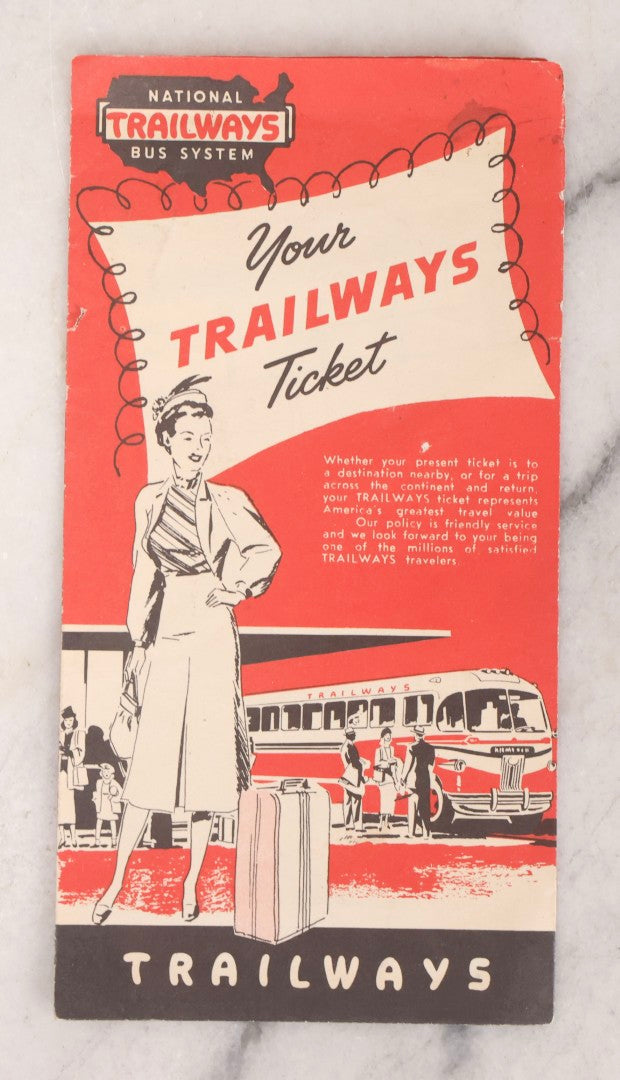 NATIONAL
TRAILWAYS
BUS SYSTEM
Your
TRAILWAYS
Ticket
Whether your present ticket is to
a destination nearby, or for a trip
across the continent and return,
your TRAILWAYS ticket represents
America's greatest travel value
Our policy is friendly service
and we look forward to your being
one of the millions of satisfied
TRAILWAYS travelers.
TRAILWAYS
TRAILWAYS